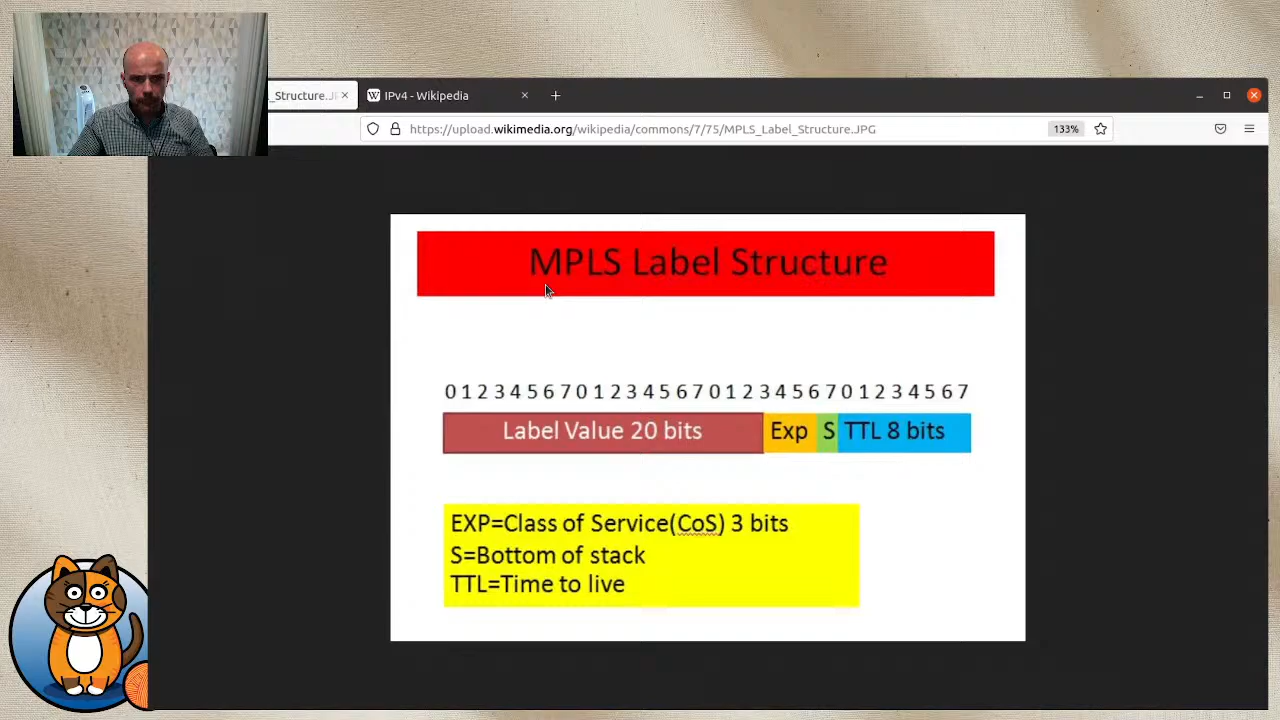 _Structure.J
IPv4 - Wikipedia
https://upload.wikimedia.org/wikipedia/commons/7/75/MPLS_Label_Structure.JPG
133%
MPLS Label Structure
0 1 2 3 4 5 6 7 0 1 2 3 4 5 6 7 0 1 2 3 4 5 6 7 0 1 2 3 4 5 6 7
Label Value 20 bits Exp S TTL 8 bits
EXP=Class of Service(CoS) 3 bits
S=Bottom of stack
TTL=Time to live